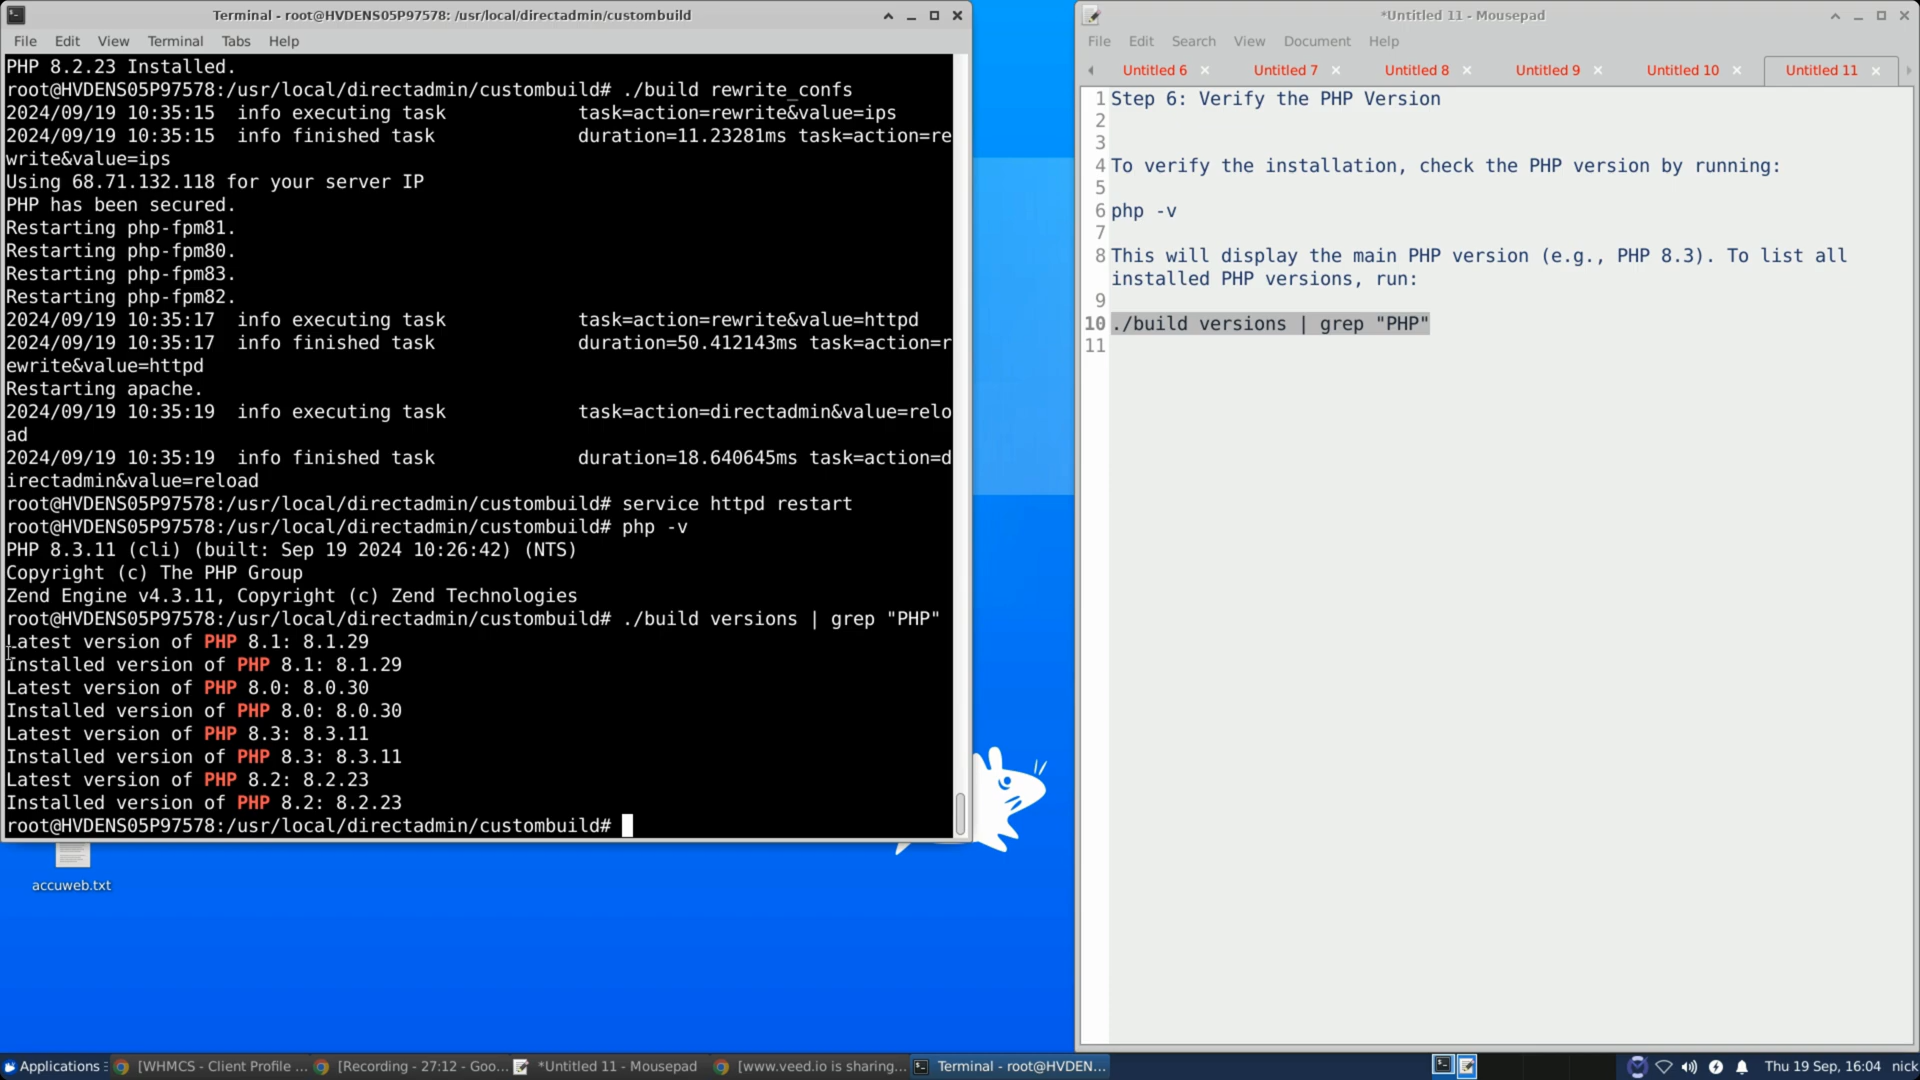 Terminal - root@HVDENS05P97578: /usr/local/directadmin/custombuild
File Edit View Terminal Tabs Help
PHP 8.2.23 Installed.
root@HVDENS05P97578:/usr/local/directadmin/custombuild# ./build rewrite_confs
2024/09/19 10:35:15  info executing task            task=action=rewrite&value=ips
2024/09/19 10:35:15  info finished task             duration=11.23281ms task=action=re
write&value=ips
Using 68.71.132.118 for your server IP
PHP has been secured.
Restarting php-fpm81.
Restarting php-fpm80.
Restarting php-fpm83.
Restarting php-fpm82.
2024/09/19 10:35:17  info executing task            task=action=rewrite&value=httpd
2024/09/19 10:35:17  info finished task             duration=50.412143ms task=action=r
ewrite&value=httpd
Restarting apache.
2024/09/19 10:35:19  info executing task            task=action=directadmin&value=relo
ad
2024/09/19 10:35:19  info finished task             duration=18.640645ms task=action=d
irectadmin&value=reload
root@HVDENS05P97578:/usr/local/directadmin/custombuild# service httpd restart
root@HVDENS05P97578:/usr/local/directadmin/custombuild# php -v
PHP 8.3.11 (cli) (built: Sep 19 2024 10:26:42) (NTS)
Copyright (c) The PHP Group
Zend Engine v4.3.11, Copyright (c) Zend Technologies
root@HVDENS05P97578:/usr/local/directadmin/custombuild# ./build versions | grep "PHP"
Latest version of PHP 8.1: 8.1.29
Installed version of PHP 8.1: 8.1.29
Latest version of PHP 8.0: 8.0.30
Installed version of PHP 8.0: 8.0.30
Latest version of PHP 8.3: 8.3.11
Installed version of PHP 8.3: 8.3.11
Latest version of PHP 8.2: 8.2.23
Installed version of PHP 8.2: 8.2.23
root@HVDENS05P97578:/usr/local/directadmin/custombuild#
accuweb.txt
*Untitled 11 - Mousepad
File Edit Search View Document Help
Untitled 6 Untitled 7 Untitled 8 Untitled 9 Untitled 10 Untitled 11
1 Step 6: Verify the PHP Version
2
3
4 To verify the installation, check the PHP version by running:
5
6 php -v
7
8 This will display the main PHP version (e.g., PHP 8.3). To list all
installed PHP versions, run:
9
10 ./build versions | grep "PHP"
11
Applications [WHMCS - Client Profile ... [Recording - 27:12 - Goo... *Untitled 11 - Mousepad [www.veed.io is sharing... Terminal - root@HVDEN... Thu 19 Sep, 16:04 nick